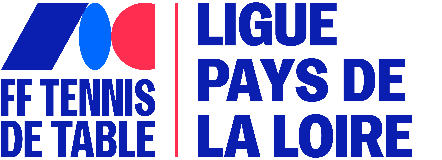 FF TENNIS
DE TABLE
LIGUE
PAYS DE
LA LOIRE